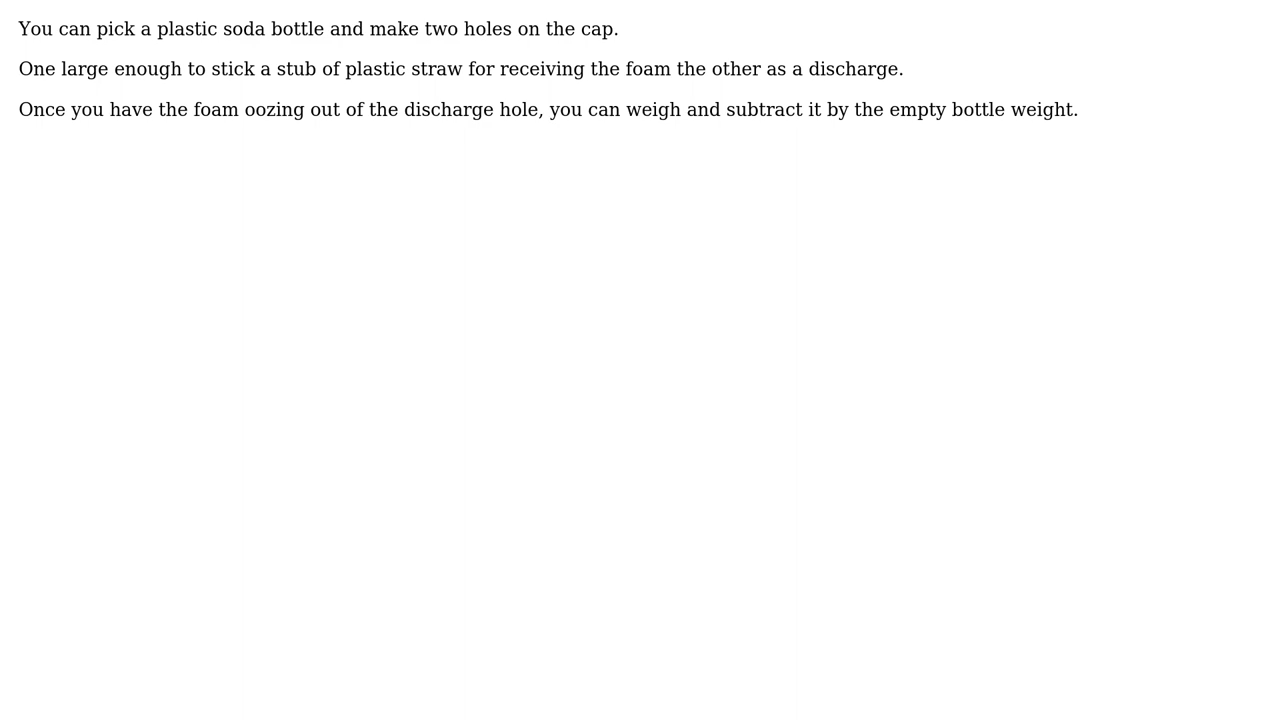 You can pick a plastic soda bottle and make two holes on the cap.
One large enough to stick a stub of plastic straw for receiving the foam the other as a discharge.
Once you have the foam oozing out of the discharge hole, you can weigh and subtract it by the empty bottle weight.